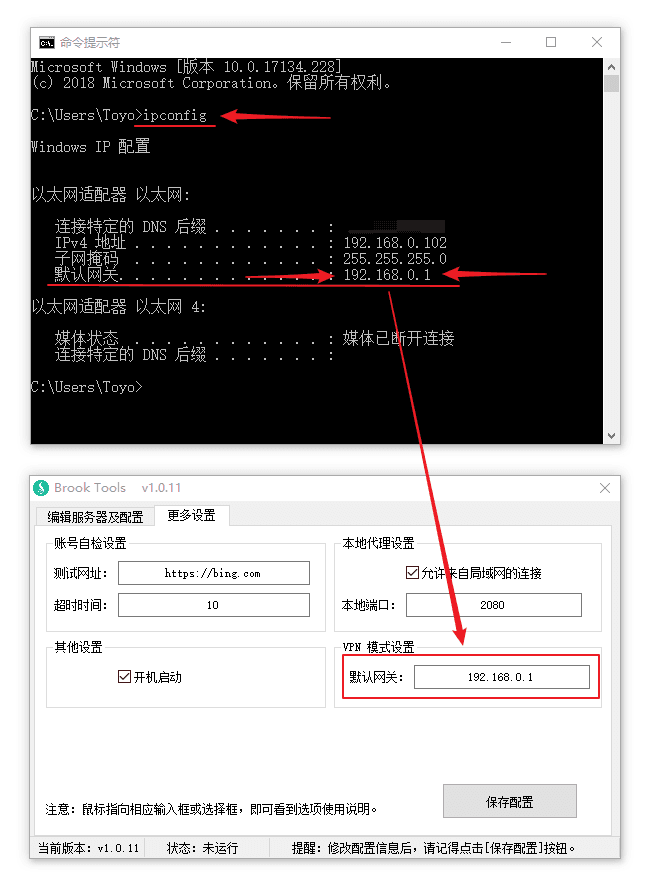 命令提示符
Microsoft Windows [版本 10.0.17134.228]
(c) 2018 Microsoft Corporation。保留所有权利。
C:\Users\Toyo>ipconfig
Windows IP 配置
以太网适配器 以太网:
连接特定的 DNS 后缀 . . . . . . . :
IPv4 地址 . . . . . . . . . . . . : 192.168.0.102
子网掩码 . . . . . . . . . . . . : 255.255.255.0
默认网关. . . . . . . . . . . . . : 192.168.0.1
以太网适配器 以太网 4:
媒体状态 . . . . . . . . . . . . : 媒体已断开连接
连接特定的 DNS 后缀 . . . . . . . :
C:\Users\Toyo>
Brook Tools v1.0.11
编辑服务器及配置 更多设置
账号自检设置
测试网址: https://bing.com
超时时间: 10
本地代理设置
允许来自局域网的连接
本地端口: 2080
其他设置
开机启动
VPN 模式设置
默认网关: 192.168.0.1
注意: 鼠标指向相应输入框或选择框，即可看到选项使用说明。
保存配置
当前版本: v1.0.11 状态: 未运行 提醒: 修改配置信息后，请记得点击[保存配置]按钮。